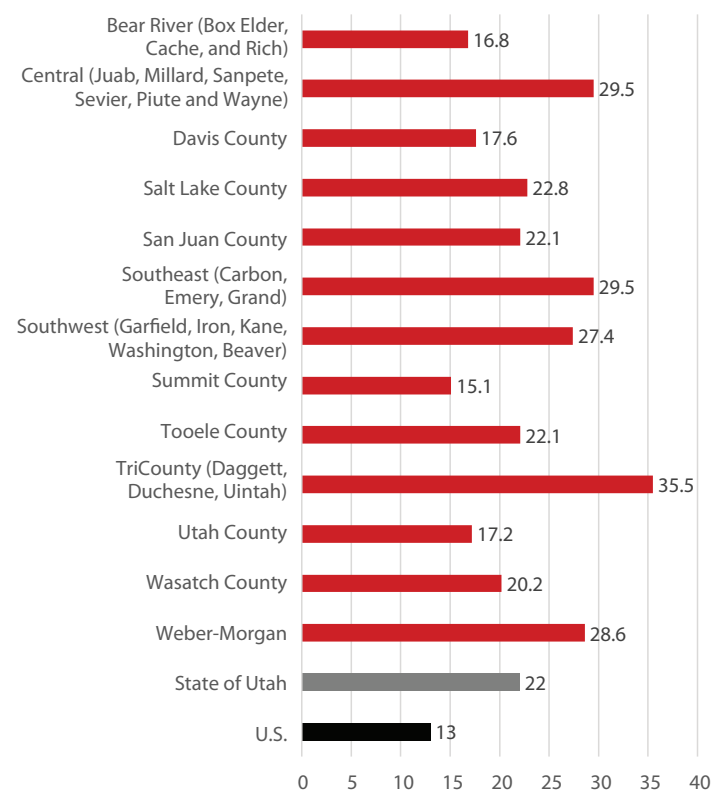 Bear River (Box Elder,
Cache, and Rich)
16.8
Central (Juab, Millard, Sanpete,
Sevier, Piute and Wayne)
29.5
Davis County
17.6
Salt Lake County
22.8
San Juan County
22.1
Southeast (Carbon,
Emery, Grand)
29.5
Southwest (Garfield, Iron, Kane,
Washington, Beaver)
27.4
Summit County
15.1
Tooele County
22.1
TriCounty (Daggett,
Duchesne, Uintah)
35.5
Utah County
17.2
Wasatch County
20.2
Weber-Morgan
28.6
State of Utah
22
U.S.
13
0 5 10 15 20 25 30 35 40